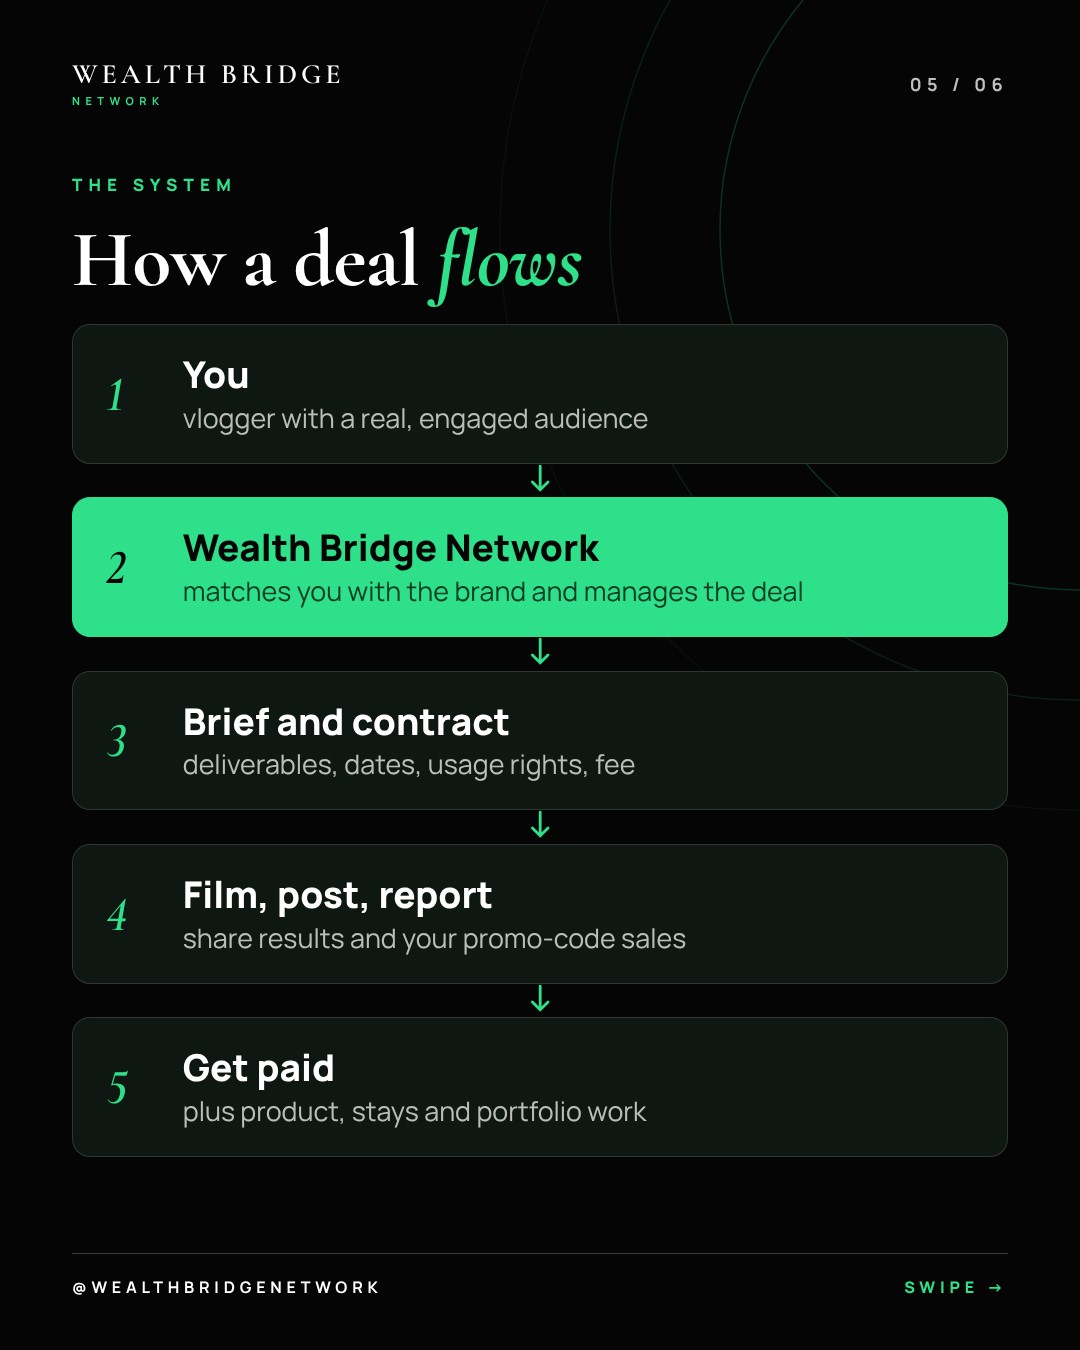 WEALTH BRIDGE
NETWORK
05 / 06
THE SYSTEM
How a deal flows
1
You
vlogger with a real, engaged audience
↓
2
Wealth Bridge Network
matches you with the brand and manages the deal
↓
3
Brief and contract
deliverables, dates, usage rights, fee
↓
4
Film, post, report
share results and your promo-code sales
↓
5
Get paid
plus product, stays and portfolio work
@WEALTHBRIDGENETWORK
SWIPE →